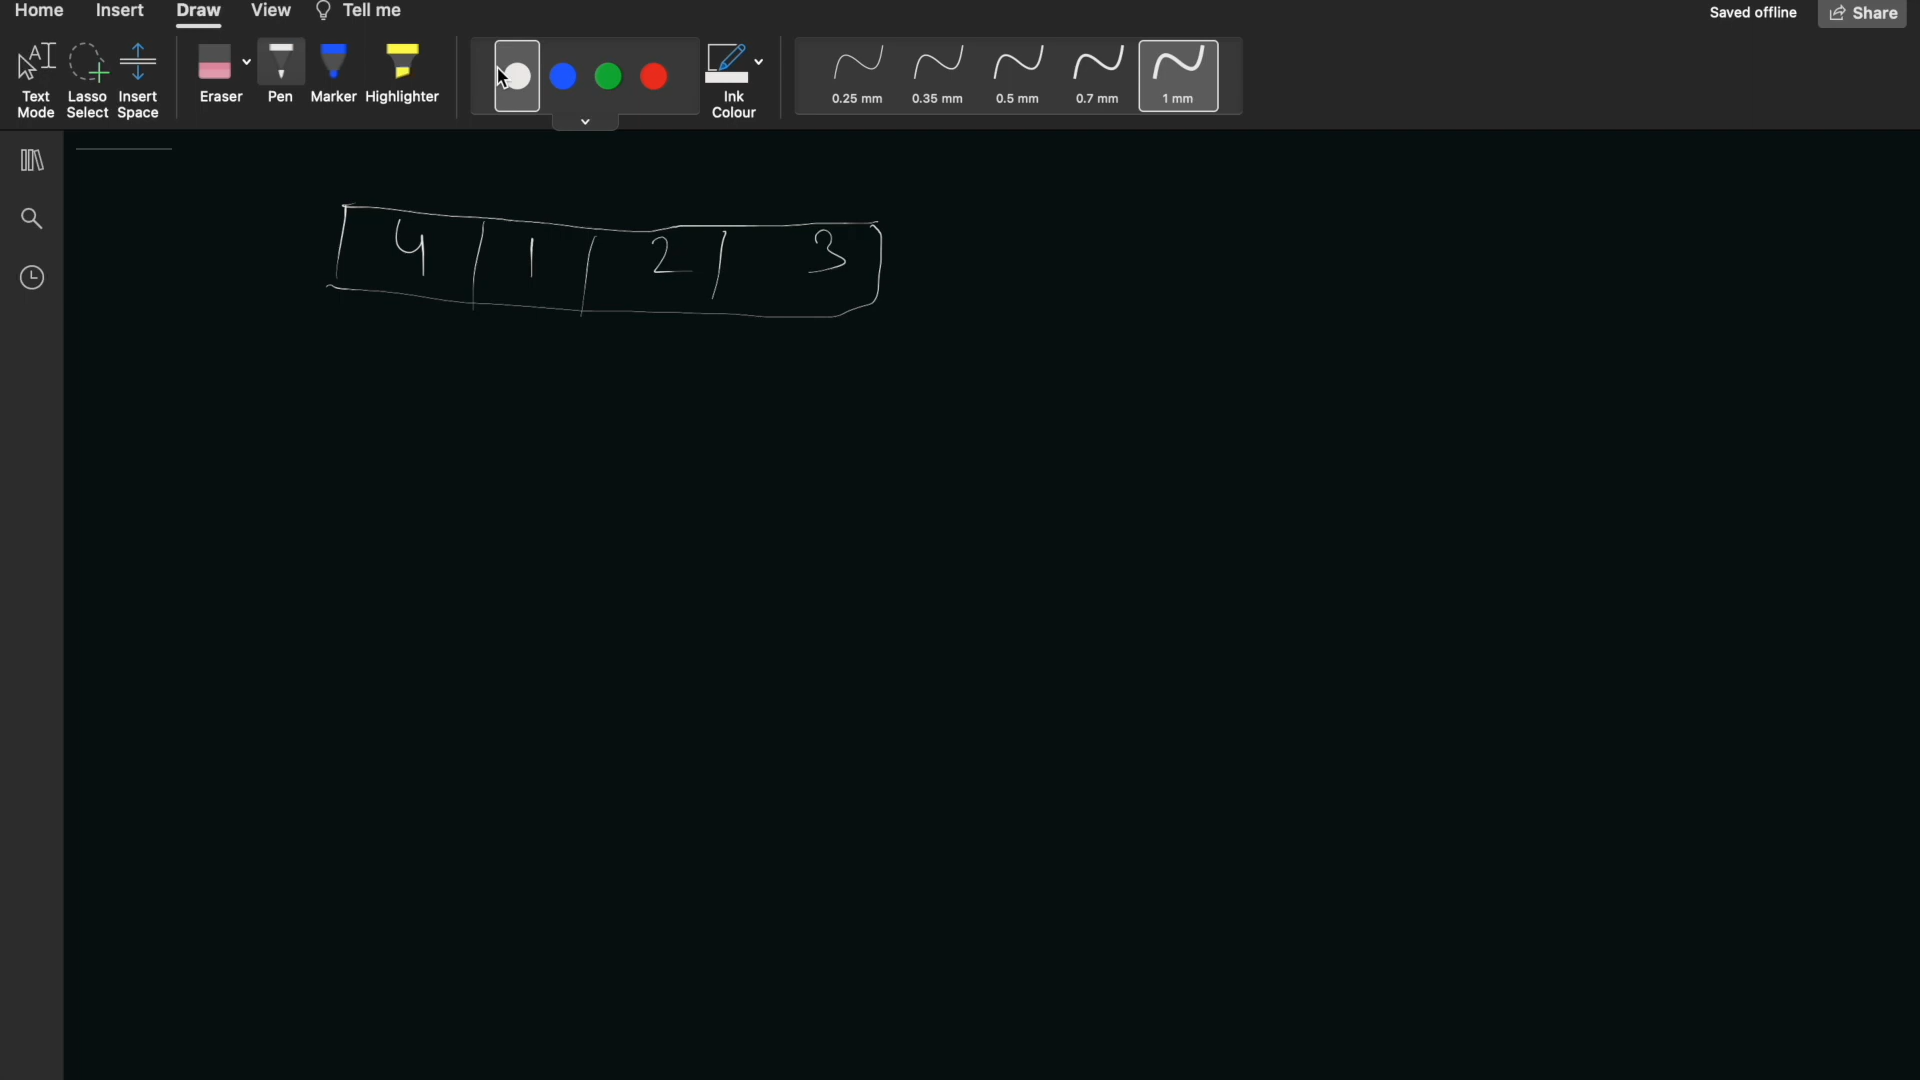 Home Insert Draw View Tell me Saved offline Share
Text Mode Lasso Select Insert Space Eraser Pen Marker Highlighter Ink Colour 0.25 mm 0.35 mm 0.5 mm 0.7 mm 1 mm
4 1 2 3